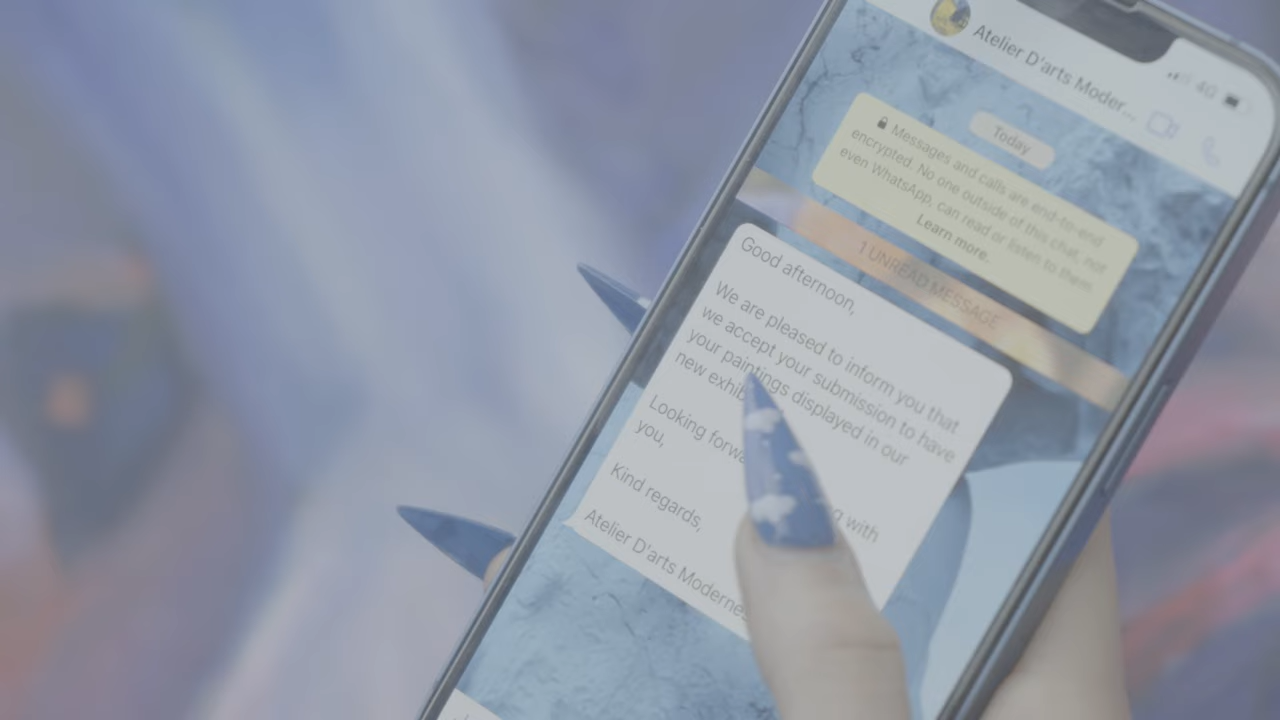 Atelier D'arts Moder...
4G
Today
Messages and calls are end-to-end
encrypted. No one outside of this chat, not
even WhatsApp, can read or listen to them.
Learn more.
1 UNREAD MESSAGE
Good afternoon,
We are pleased to inform you that
we accept your submission to have
your paintings displayed in our
new
Looking
with
you,
Kind regards,
Atelier D'arts Modernes